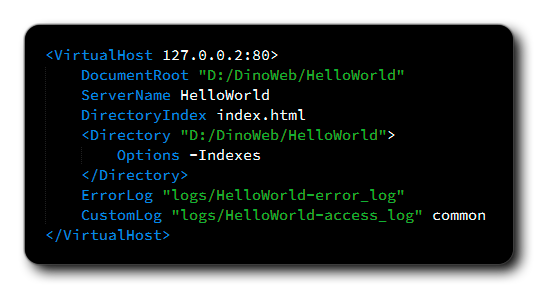 <VirtualHost 127.0.0.2:80>
    DocumentRoot "D:/DinoWeb/HelloWorld"
    ServerName HelloWorld
    DirectoryIndex index.html
    <Directory "D:/DinoWeb/HelloWorld">
        Options -Indexes
    </Directory>
    ErrorLog "logs/HelloWorld-error_log"
    CustomLog "logs/HelloWorld-access_log" common
</VirtualHost>